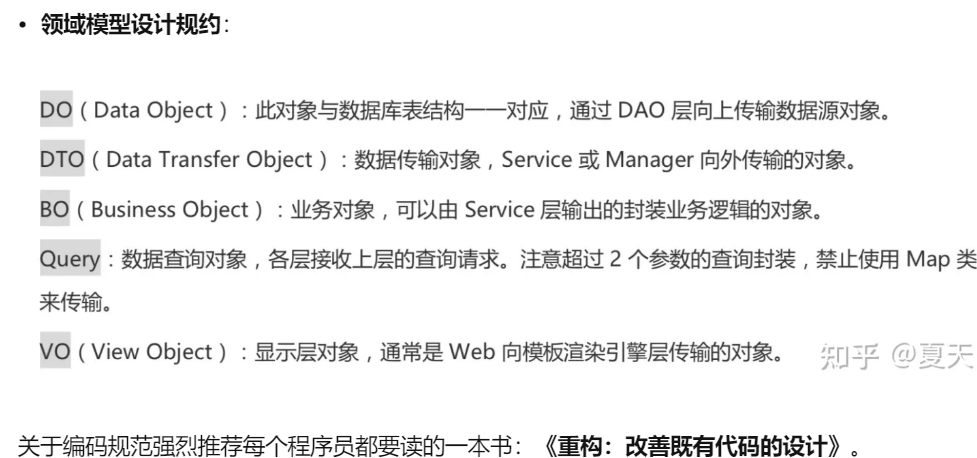 • 领域模型设计规约：
DO（Data Object）：此对象与数据库表结构一一对应，通过 DAO 层向上传输数据源对象。
DTO（Data Transfer Object）：数据传输对象，Service 或 Manager 向外传输的对象。
BO（Business Object）：业务对象，可以由 Service 层输出的封装业务逻辑的对象。
Query：数据查询对象，各层接收上层的查询请求。注意超过 2 个参数的查询封装，禁止使用 Map 类
来传输。
VO（View Object）：显示层对象，通常是 Web 向模板渲染引擎层传输的对象。
知乎 @夏天
关于编码规范强烈推荐每个程序员都要读的一本书：《重构：改善既有代码的设计》。